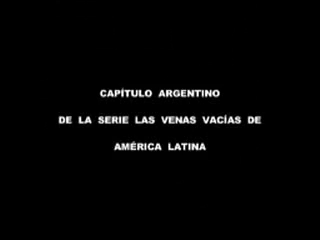 CAPÍTULO ARGENTINO
DE LA SERIE LAS VENAS VACÍAS DE
AMÉRICA LATINA